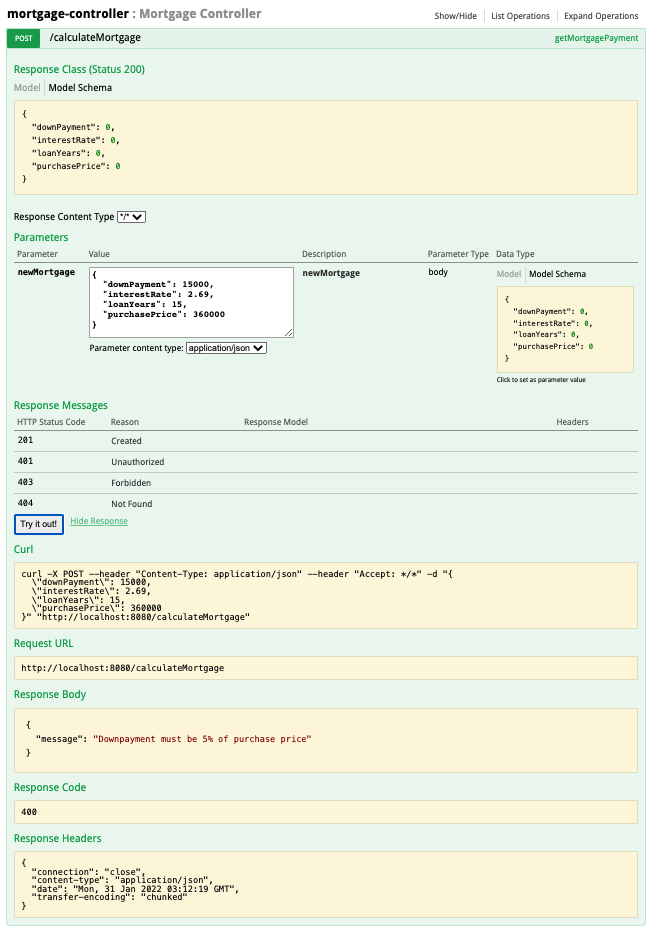 mortgage-controller : Mortgage Controller
Show/Hide List Operations Expand Operations
POST /calculateMortgage getMortgagePayment
Response Class (Status 200)
Model Model Schema
{
  "downPayment": 0,
  "interestRate": 0,
  "loanYears": 0,
  "purchasePrice": 0
}
Response Content Type */*
Parameters
Parameter Value Description Parameter Type Data Type
newMortgage
{
  "downPayment": 15000,
  "interestRate": 2.69,
  "loanYears": 15,
  "purchasePrice": 360000
}
Parameter content type: application/json
newMortgage
body
Model Model Schema
{
  "downPayment": 0,
  "interestRate": 0,
  "loanYears": 0,
  "purchasePrice": 0
}
Click to set as parameter value
Response Messages
HTTP Status Code Reason Response Model Headers
201 Created
401 Unauthorized
403 Forbidden
404 Not Found
Try it out! Hide Response
Curl
curl -X POST --header "Content-Type: application/json" --header "Accept: */*" -d "{
  \"downPayment\": 15000,
  \"interestRate\": 2.69,
  \"loanYears\": 15,
  \"purchasePrice\": 360000
}" "http://localhost:8080/calculateMortgage"
Request URL
http://localhost:8080/calculateMortgage
Response Body
{
  "message": "Downpayment must be 5% of purchase price"
}
Response Code
400
Response Headers
{
  "connection": "close",
  "content-type": "application/json",
  "date": "Mon, 31 Jan 2022 03:12:19 GMT",
  "transfer-encoding": "chunked"
}